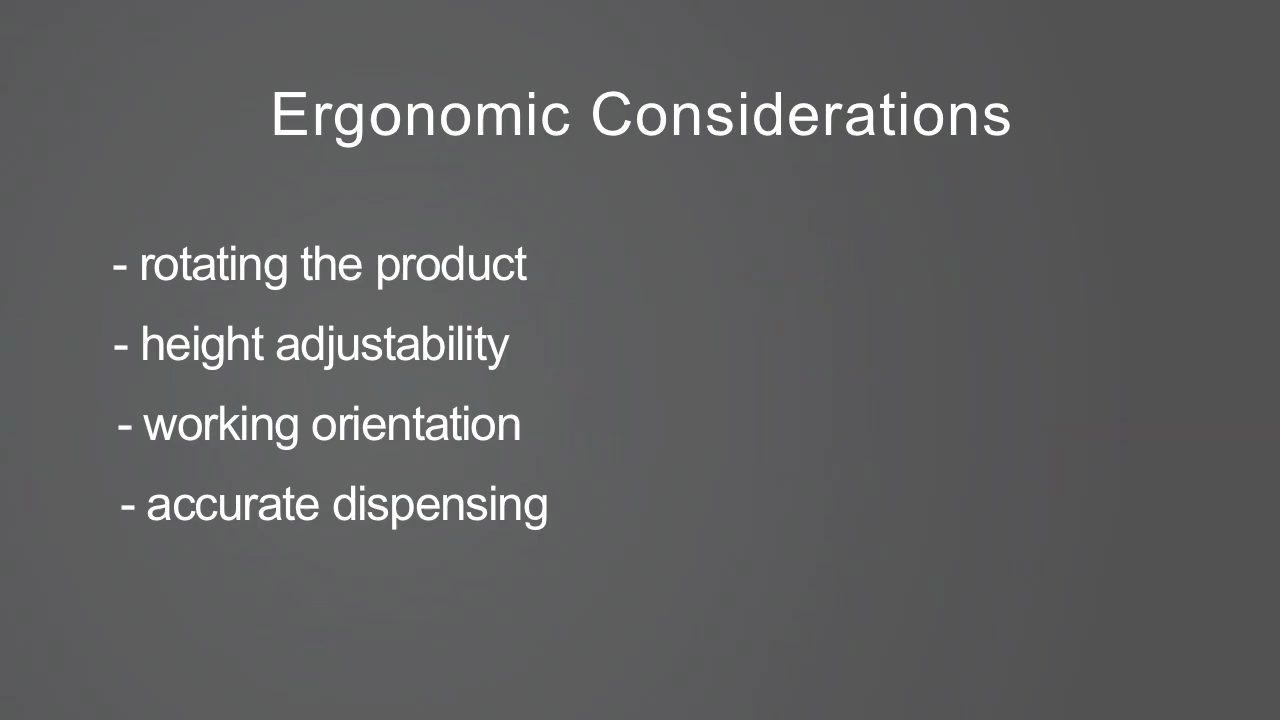 Ergonomic Considerations
- rotating the product
- height adjustability
- working orientation
- accurate dispensing